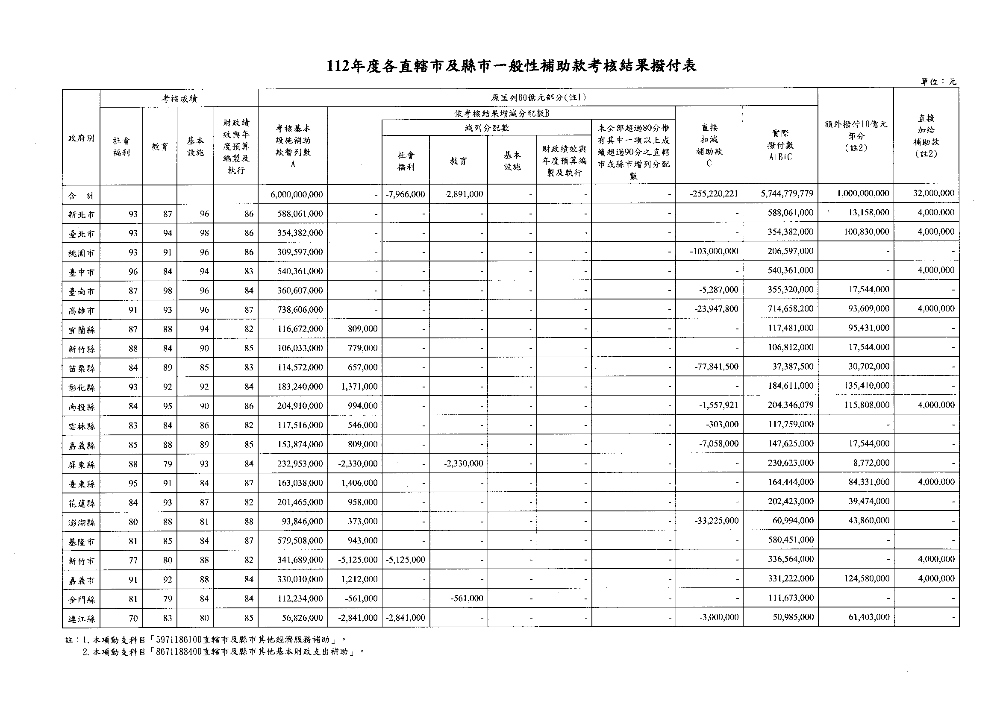 112年度各直轄市及縣市一般性補助款考核結果撥付表
單位：元
政府別 考核成績 原匡列60億元部分(註1) 額外撥付10億元部分(註2) 直接加給補助款(註2)
社會福利 教育 基本設施 財政績效與年度預算編製及執行 考核基本設施補助款暫列數A 依考核結果增減分配數B 直接扣減補助款C 實際撥付數A+B+C
減列分配數 未全部超過80分惟有其中一項以上成績超過90分之直轄市或縣市增列分配數
社會福利 教育 基本設施 財政績效與年度預算編製及執行
合計 6,000,000,000 - -7,966,000 -2,891,000 - - - -255,220,221 5,744,779,779 1,000,000,000 32,000,000
新北市 93 87 96 86 588,061,000 - - - - - - - 588,061,000 13,158,000 4,000,000
臺北市 93 94 98 86 354,382,000 - - - - - - - 354,382,000 100,830,000 4,000,000
桃園市 93 91 96 86 309,597,000 - - - - - - -103,000,000 206,597,000 - -
臺中市 96 84 94 83 540,361,000 - - - - - - - 540,361,000 - 4,000,000
臺南市 87 98 96 84 360,607,000 - - - - - - -5,287,000 355,320,000 17,544,000 -
高雄市 91 93 96 87 738,606,000 - - - - - - -23,947,800 714,658,200 93,609,000 4,000,000
宜蘭縣 87 88 94 82 116,672,000 809,000 - - - - - - 117,481,000 95,431,000 -
新竹縣 88 84 90 85 106,033,000 779,000 - - - - - - 106,812,000 17,544,000 -
苗栗縣 84 89 85 83 114,572,000 657,000 - - - - - -77,841,500 37,387,500 30,702,000 -
彰化縣 93 92 92 84 183,240,000 1,371,000 - - - - - - 184,611,000 135,410,000 -
南投縣 84 95 90 86 204,910,000 994,000 - - - - - -1,557,921 204,346,079 115,808,000 4,000,000
雲林縣 83 84 86 82 117,516,000 546,000 - - - - - -303,000 117,759,000 - -
嘉義縣 85 88 89 85 153,874,000 809,000 - - - - - -7,058,000 147,625,000 17,544,000 -
屏東縣 88 79 93 84 232,953,000 -2,330,000 - -2,330,000 - - - - 230,623,000 8,772,000 -
臺東縣 95 91 84 87 163,038,000 1,406,000 - - - - - - 164,444,000 84,331,000 4,000,000
花蓮縣 84 93 87 82 201,465,000 958,000 - - - - - - 202,423,000 39,474,000 -
澎湖縣 80 88 81 88 93,846,000 373,000 - - - - - -33,225,000 60,994,000 43,860,000 -
基隆市 81 85 84 87 579,508,000 943,000 - - - - - - 580,451,000 - -
新竹市 77 80 88 82 341,689,000 -5,125,000 -5,125,000 - - - - - 336,564,000 - 4,000,000
嘉義市 91 92 88 84 330,010,000 1,212,000 - - - - - - 331,222,000 124,580,000 4,000,000
金門縣 81 79 84 84 112,234,000 -561,000 - -561,000 - - - - 111,673,000 - -
連江縣 70 83 80 85 56,826,000 -2,841,000 -2,841,000 - - - - -3,000,000 50,985,000 61,403,000 -
註：1.本項動支科目「5971186100直轄市及縣市其他經濟服務補助」。
2.本項動支科目「8671188400直轄市及縣市其他基本財政支出補助」。